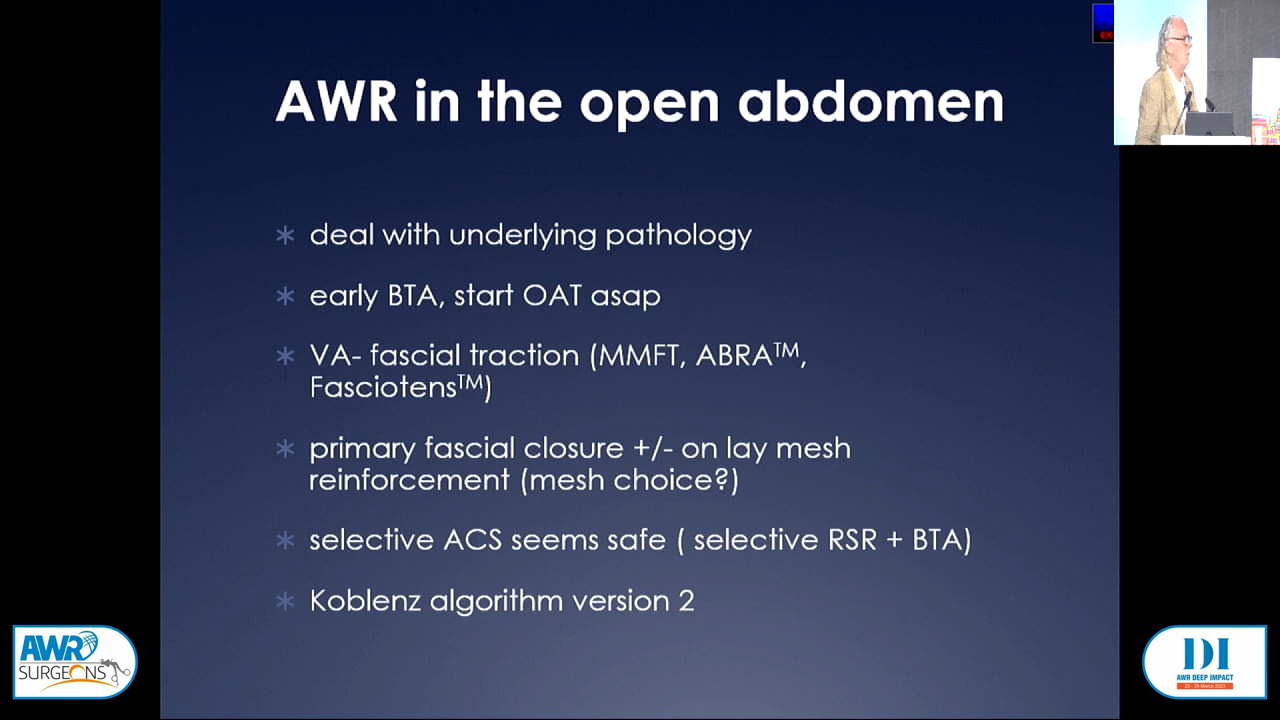 AWR in the open abdomen
* deal with underlying pathology
* early BTA, start OAT asap
* VA- fascial traction (MMFT, ABRA™,
Fasciotens™)
* primary fascial closure +/- on lay mesh
reinforcement (mesh choice?)
* selective ACS seems safe ( selective RSR + BTA)
* Koblenz algorithm version 2
AWR
SURGEONS
DI
AWR DEEP IMPACT